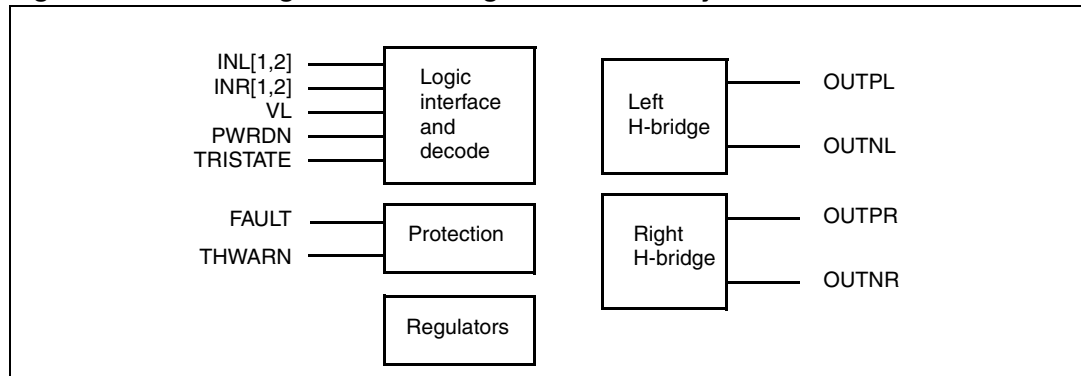 INL[1,2]
INR[1,2]
VL
PWRDN
TRISTATE
Logic
interface
and
decode
FAULT
THWARN
Protection
Regulators
Left
H-bridge
OUTPL
OUTNL
Right
H-bridge
OUTPR
OUTNR